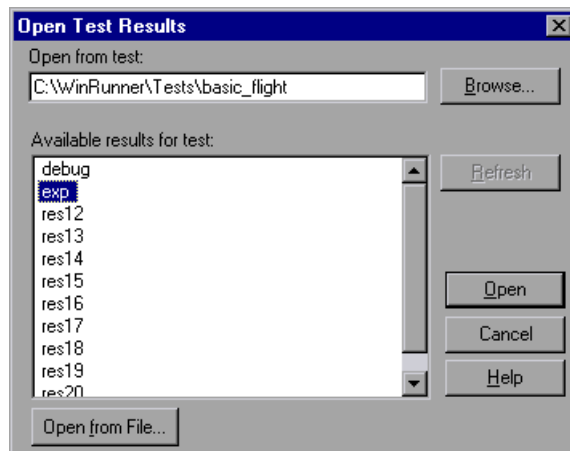 Open Test Results
Open from test:
C:\WinRunner\Tests\basic_flight
Browse...
Available results for test:
debug
exp
res12
res13
res14
res15
res16
res17
res18
res19
res20
Refresh
Open
Cancel
Help
Open from File...